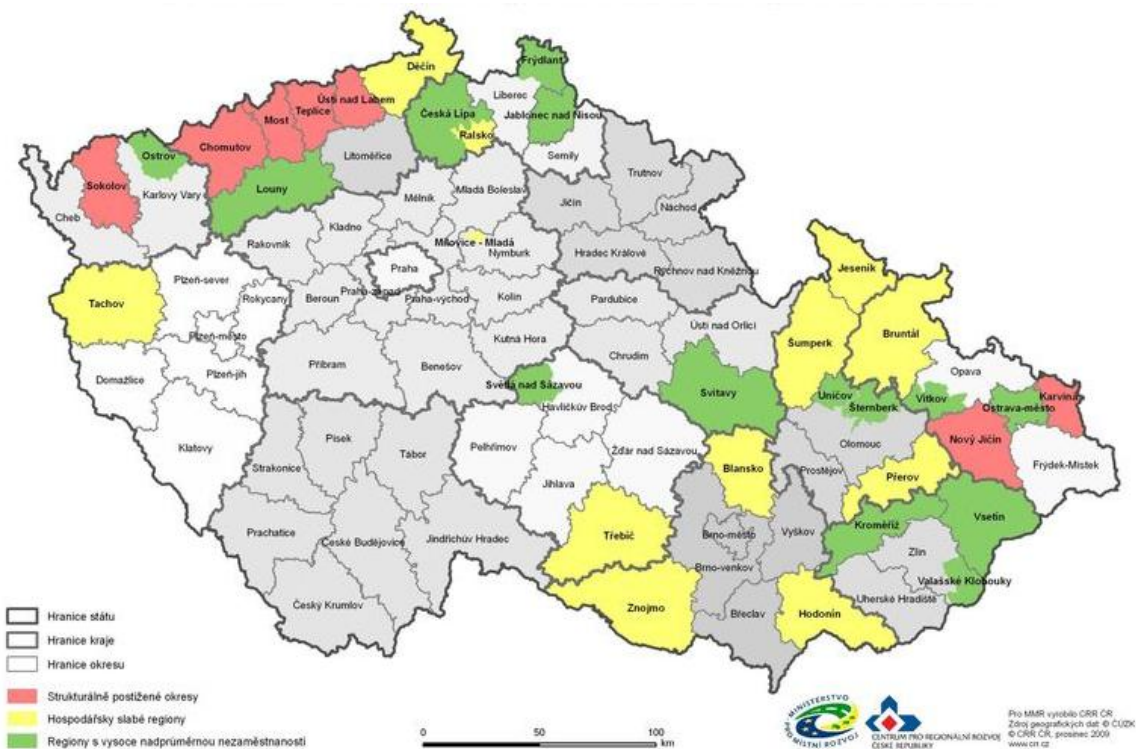 Děčín
Frýdlant
Liberec
Ústí nad Labem
Teplice
Most
Česká Lípa
Jablonec nad Nisou
Ralsko
Chomutov
Litoměřice
Semily
Ostrov
Sokolov
Karlovy Vary
Louny
Trutnov
Mladá Boleslav
Mělník
Jičín
Náchod
Cheb
Kladno
Rakovník
Milovice - Mladá
Nymburk
Hradec Králové
Praha
Rychnov nad Kněžnou
Jeseník
Plzeň-sever
Tachov
Rokycany
Beroun
Praha-západ
Praha-východ
Kolín
Pardubice
Bruntál
Ústí nad Orlicí
Plzeň-město
Kutná Hora
Šumperk
Chrudim
Příbram
Benešov
Opava
Domažlice
Plzeň-jih
Světlá nad Sázavou
Svitavy
Uničov
Vítkov
Karviná
Šternberk
Ostrava-město
Havlíčkův Brod
Písek
Klatovy
Tábor
Pelhřimov
Žďár nad Sázavou
Olomouc
Nový Jičín
Strakonice
Blansko
Prostějov
Frýdek-Místek
Jihlava
Přerov
Vsetín
Kroměříž
Prachatice
České Budějovice
Jindřichův Hradec
Třebíč
Brno-město
Vyškov
Zlín
Brno-venkov
Valašské Klobouky
Uherské Hradiště
Český Krumlov
Znojmo
Břeclav
Hodonín
Hranice státu
Hranice kraje
Hranice okresu
Strukturálně postižené okresy
Hospodářsky slabé regiony
Regiony s vysoce nadprůměrnou nezaměstnaností
0 50 100
km
MINISTERSTVO
PRO MÍSTNÍ ROZVOJ
CENTRUM PRO REGIONÁLNÍ ROZVOJ
ČESKÉ REPUBLIKY
Pro MMR vyrobilo CRR ČR
Zdroj geografických dat: © ČÚZK
© CRR ČR, prosinec 2009
www.crr.cz